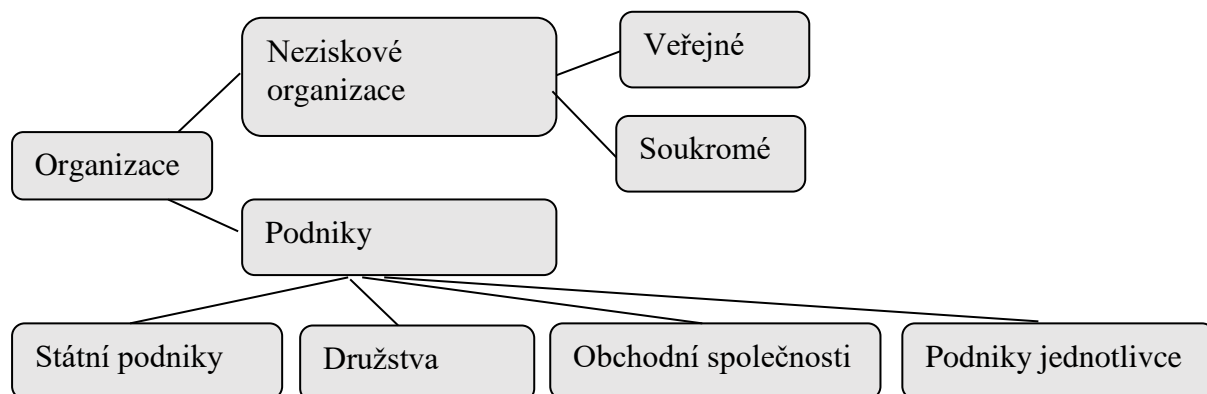 Neziskové
organizace
Veřejné
Soukromé
Organizace
Podniky
Státní podniky
Družstva
Obchodní společnosti
Podniky jednotlivce